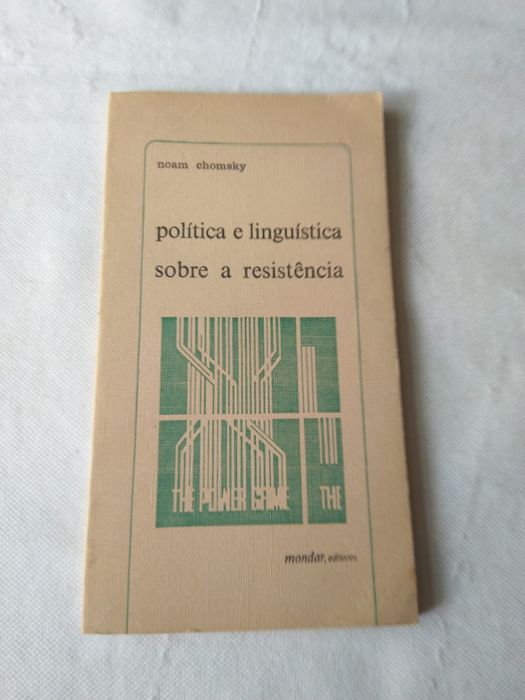 noam chomsky
política e linguística
sobre a resistência
THE POWER GAME THE
mondar, editores